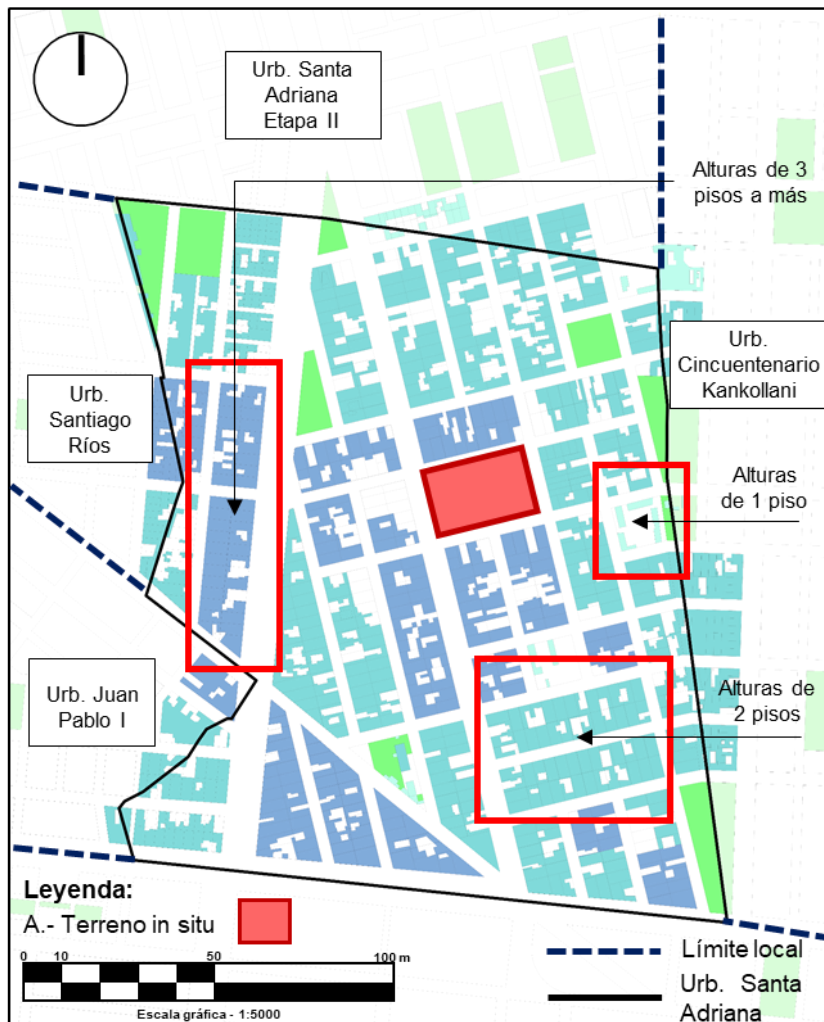 Urb. Santa
Adriana
Etapa II
Alturas de 3
pisos a más
Urb.
Cincuentenario
Kankollani
Urb.
Santiago
Ríos
Alturas
de 1 piso
Urb. Juan
Pablo I
Alturas de
2 pisos
Leyenda:
A.- Terreno in situ
0 10 50 100 m
Escala gráfica - 1:5000
Límite local
Urb. Santa
Adriana